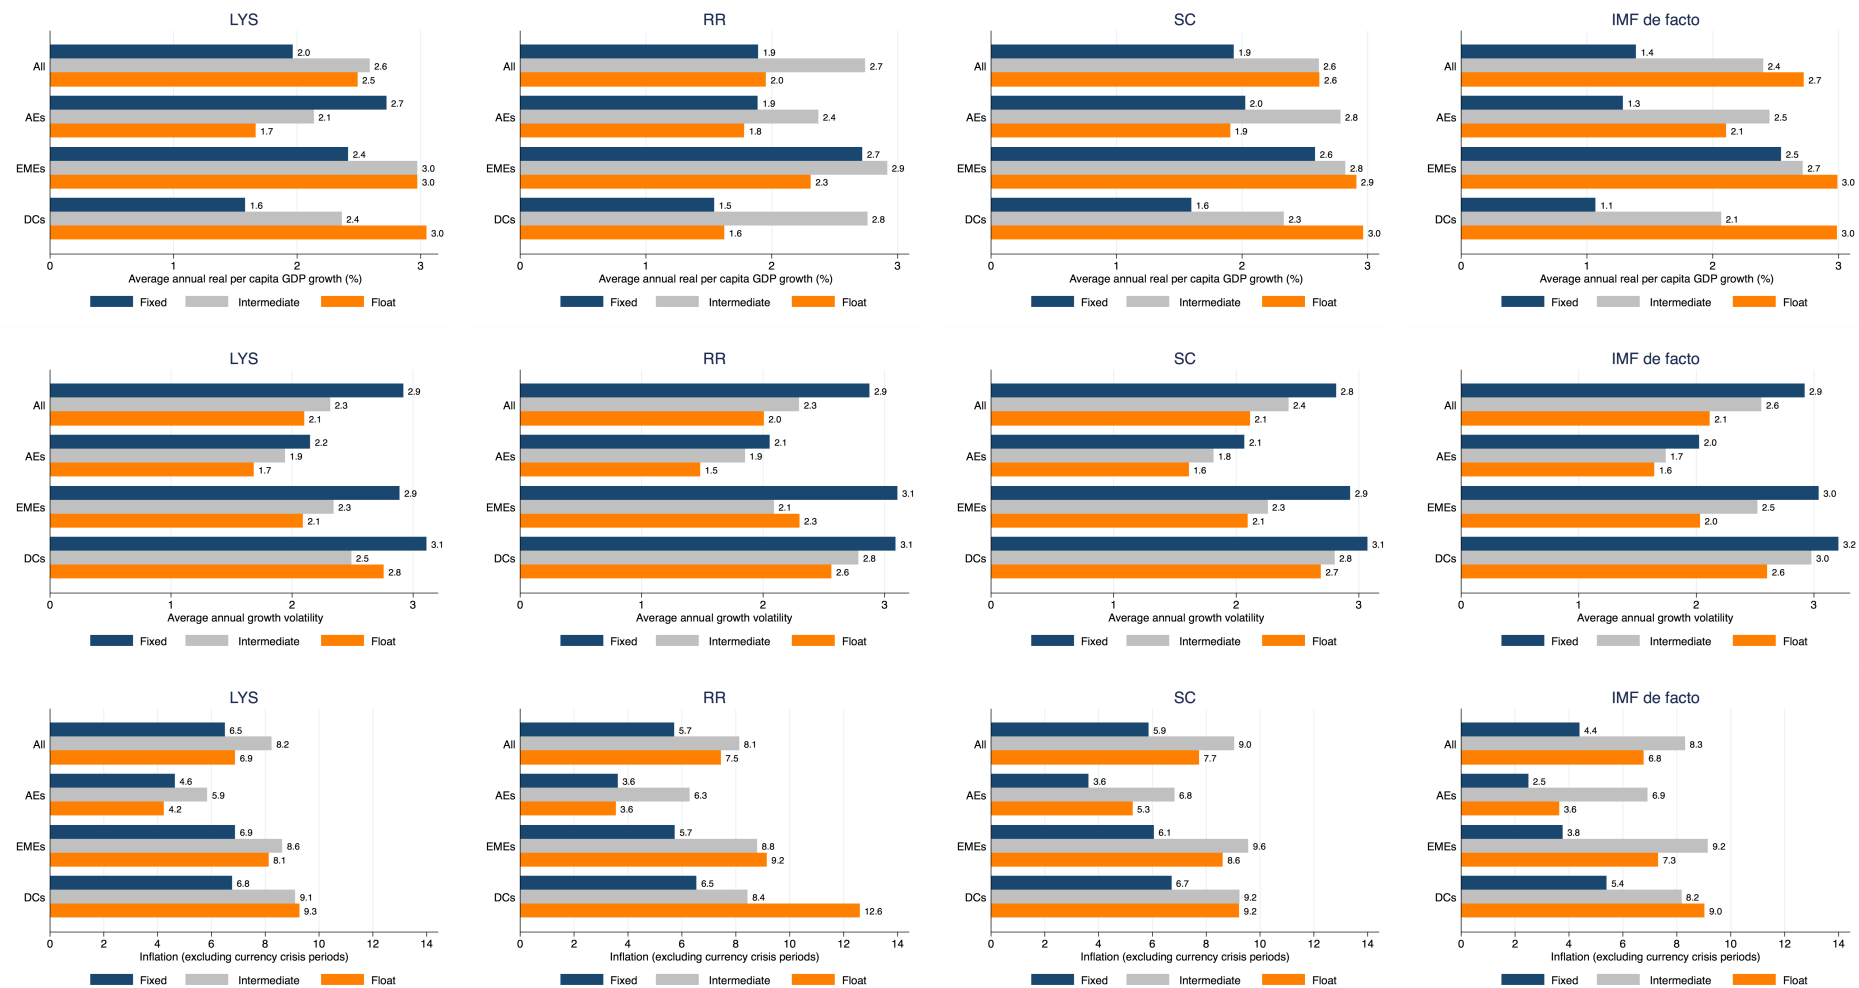 LYS
All
2.0
2.6
2.5
AEs
2.7
2.1
1.7
EMEs
2.4
3.0
3.0
DCs
1.6
2.4
3.0
0 1 2 3
Average annual real per capita GDP growth (%)
Fixed Intermediate Float
RR
All
1.9
2.7
2.0
AEs
1.9
2.4
1.8
EMEs
2.7
2.9
2.3
DCs
1.5
2.8
1.6
0 1 2 3
Average annual real per capita GDP growth (%)
Fixed Intermediate Float
SC
All
1.9
2.6
2.6
AEs
2.0
2.8
1.9
EMEs
2.6
2.8
2.9
DCs
1.6
2.3
3.0
0 1 2 3
Average annual real per capita GDP growth (%)
Fixed Intermediate Float
IMF de facto
All
1.4
2.4
2.7
AEs
1.3
2.5
2.1
EMEs
2.5
2.7
3.0
DCs
1.1
2.1
3.0
0 1 2 3
Average annual real per capita GDP growth (%)
Fixed Intermediate Float
LYS
All
2.9
2.3
2.1
AEs
2.2
1.9
1.7
EMEs
2.9
2.3
2.1
DCs
3.1
2.5
2.8
0 1 2 3
Average annual growth volatility
Fixed Intermediate Float
RR
All
2.9
2.3
2.0
AEs
2.1
1.9
1.5
EMEs
3.1
2.1
2.3
DCs
3.1
2.8
2.6
0 1 2 3
Average annual growth volatility
Fixed Intermediate Float
SC
All
2.8
2.4
2.1
AEs
2.1
1.8
1.6
EMEs
2.9
2.3
2.1
DCs
3.1
2.8
2.7
0 1 2 3
Average annual growth volatility
Fixed Intermediate Float
IMF de facto
All
2.9
2.6
2.1
AEs
2.0
1.7
1.6
EMEs
3.0
2.5
2.0
DCs
3.2
3.0
2.6
0 1 2 3
Average annual growth volatility
Fixed Intermediate Float
LYS
All
6.5
8.2
6.9
AEs
4.6
5.9
4.2
EMEs
6.9
8.6
8.1
DCs
6.8
9.1
9.3
0 2 4 6 8 10 12 14
Inflation (excluding currency crisis periods)
Fixed Intermediate Float
RR
All
5.7
8.1
7.5
AEs
3.6
6.3
3.6
EMEs
5.7
8.8
9.2
DCs
6.5
8.4
12.6
0 2 4 6 8 10 12 14
Inflation (excluding currency crisis periods)
Fixed Intermediate Float
SC
All
5.9
9.0
7.7
AEs
3.6
6.8
5.3
EMEs
6.1
9.6
8.6
DCs
6.7
9.2
9.2
0 2 4 6 8 10 12 14
Inflation (excluding currency crisis periods)
Fixed Intermediate Float
IMF de facto
All
4.4
8.3
6.8
AEs
2.5
6.9
3.6
EMEs
3.8
9.2
7.3
DCs
5.4
8.2
9.0
0 2 4 6 8 10 12 14
Inflation (excluding currency crisis periods)
Fixed Intermediate Float